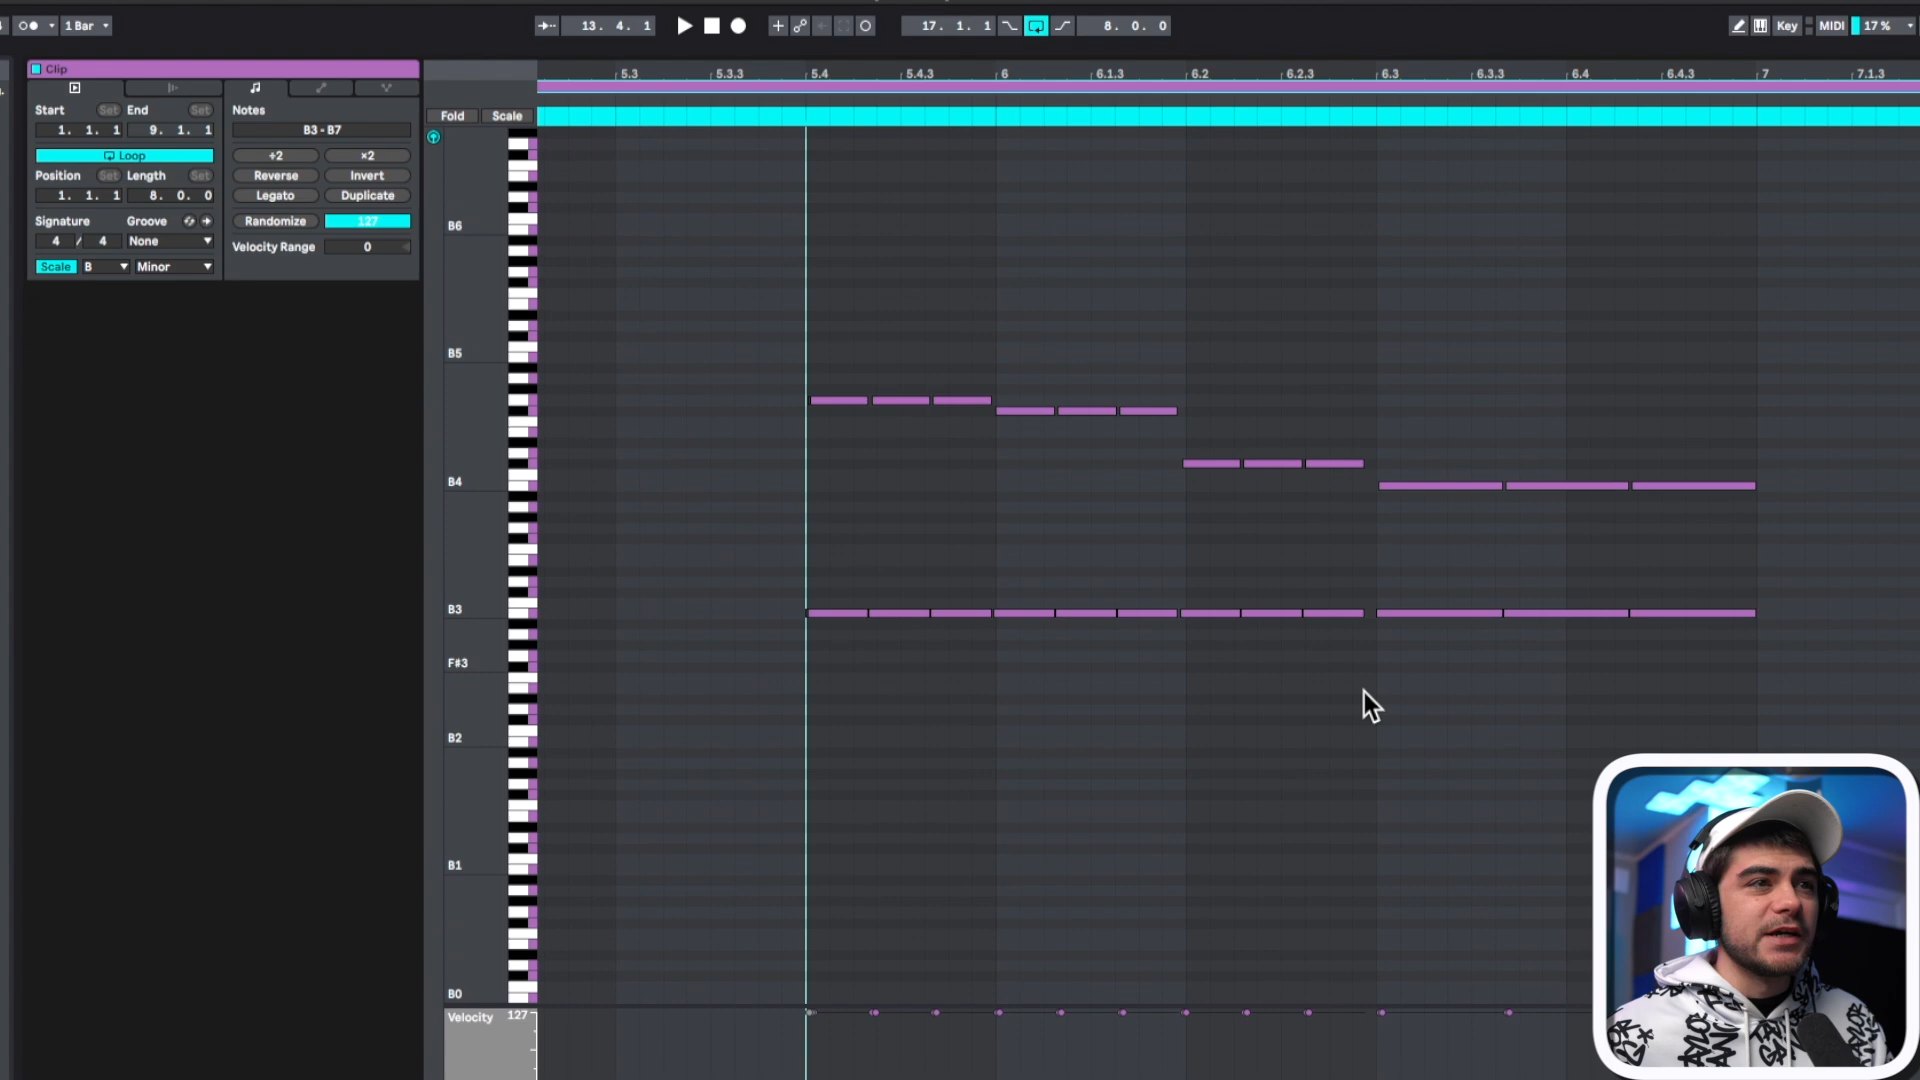 1 Bar
13. 4. 1
17. 1. 1
8. 0. 0
Key
MIDI
17 %
Clip
Start Set End Set
1. 1. 1
9. 1. 1
Loop
Position Set Length Set
1. 1. 1
8. 0. 0
Signature Groove
4 / 4
None
Scale B Minor
Notes
B3 - B7
÷2 ×2
Reverse Invert
Legato Duplicate
Randomize 127
Velocity Range 0
5.3 5.3.3 5.4 5.4.3 6 6.1.3 6.2 6.2.3 6.3 6.3.3 6.4 6.4.3 7 7.1.3
Fold Scale
B6
B5
B4
B3
F#3
B2
B1
B0
Velocity 127